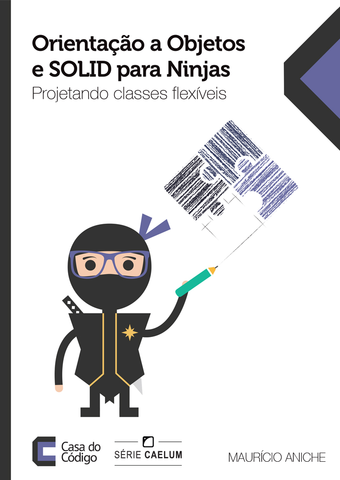 Orientação a Objetos
e SOLID para Ninjas
Projetando classes flexíveis
Casa do
Código
SÉRIE CAELUM
MAURÍCIO ANICHE